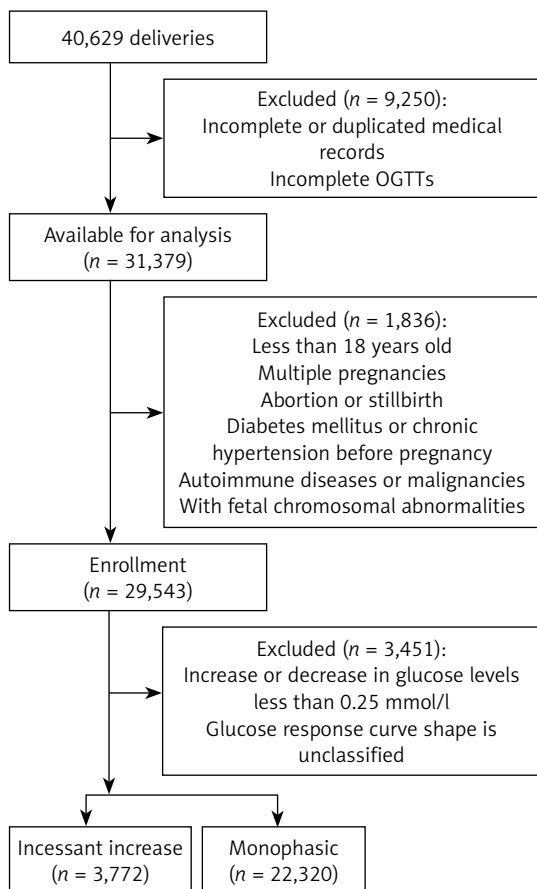 40,629 deliveries
Excluded (n = 9,250):
Incomplete or duplicated medical
records
Incomplete OGTTs
Available for analysis
(n = 31,379)
Excluded (n = 1,836):
Less than 18 years old
Multiple pregnancies
Abortion or stillbirth
Diabetes mellitus or chronic
hypertension before pregnancy
Autoimmune diseases or malignancies
With fetal chromosomal abnormalities
Enrollment
(n = 29,543)
Excluded (n = 3,451):
Increase or decrease in glucose levels
less than 0.25 mmol/l
Glucose response curve shape is
unclassified
Incessant increase
(n = 3,772)
Monophasic
(n = 22,320)